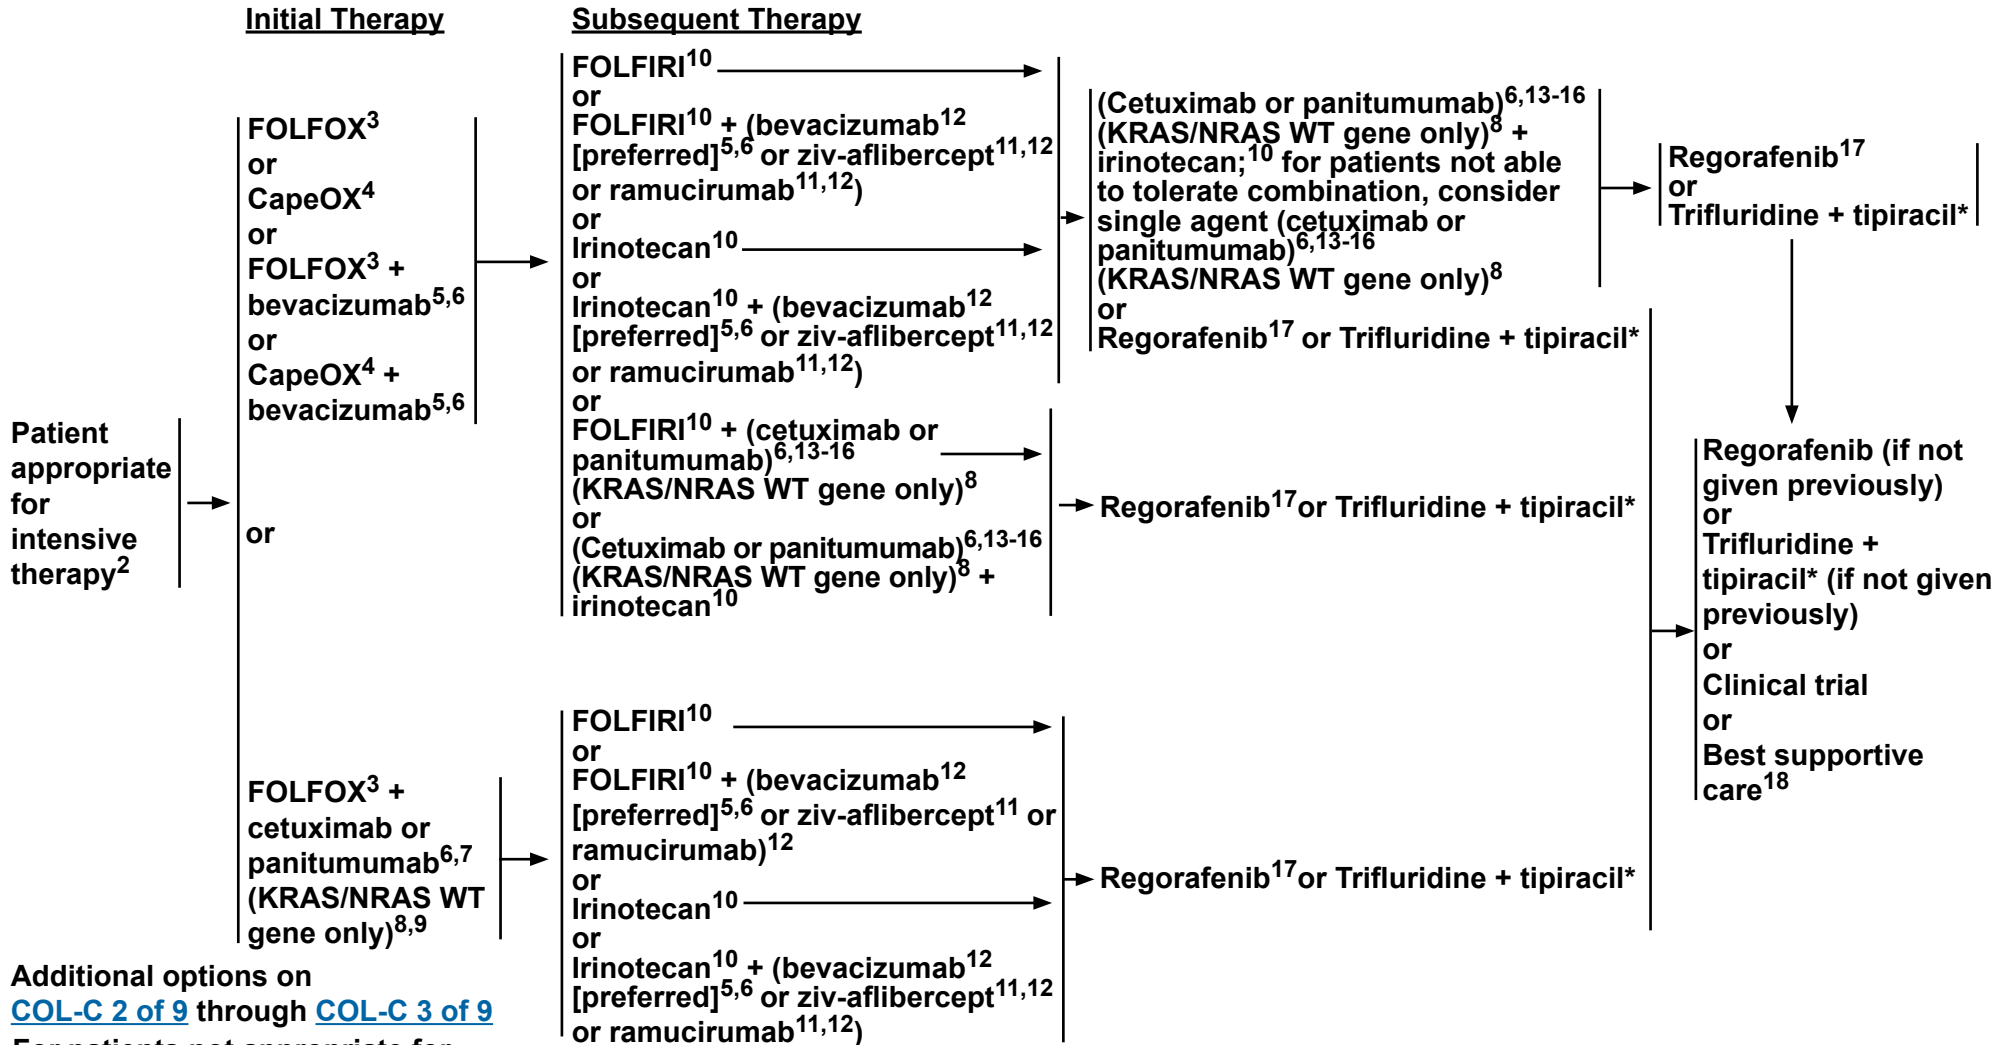 Initial Therapy
Subsequent Therapy
Patient
appropriate
for
intensive
therapy2
FOLFOX3
or
CapeOX4
or
FOLFOX3 +
bevacizumab5,6
or
CapeOX4 +
bevacizumab5,6
or
FOLFOX3 +
cetuximab or
panitumumab6,7
(KRAS/NRAS WT
gene only)8,9
FOLFIRI10
or
FOLFIRI10 + (bevacizumab12
[preferred]5,6 or ziv-aflibercept11,12
or ramucirumab11,12)
or
Irinotecan10
or
Irinotecan10 + (bevacizumab12
[preferred]5,6 or ziv-aflibercept11,12
or ramucirumab11,12)
or
FOLFIRI10 + (cetuximab or
panitumumab)6,13-16
(KRAS/NRAS WT gene only)8
or
(Cetuximab or panitumumab)6,13-16
(KRAS/NRAS WT gene only)8 +
irinotecan10
FOLFIRI10
or
FOLFIRI10 + (bevacizumab12
[preferred]5,6 or ziv-aflibercept11 or
ramucirumab)12
or
Irinotecan10
or
Irinotecan10 + (bevacizumab12
[preferred]5,6 or ziv-aflibercept11,12
or ramucirumab11,12)
(Cetuximab or panitumumab)6,13-16
(KRAS/NRAS WT gene only)8 +
irinotecan;10 for patients not able
to tolerate combination, consider
single agent (cetuximab or
panitumumab)6,13-16
(KRAS/NRAS WT gene only)8
or
Regorafenib17 or Trifluridine + tipiracil*
Regorafenib17or Trifluridine + tipiracil*
Regorafenib17or Trifluridine + tipiracil*
Regorafenib17
or
Trifluridine + tipiracil*
Regorafenib (if not
given previously)
or
Trifluridine +
tipiracil* (if not given
previously)
or
Clinical trial
or
Best supportive
care18
Additional options on
COL-C 2 of 9 through COL-C 3 of 9
For patients not appropriate for